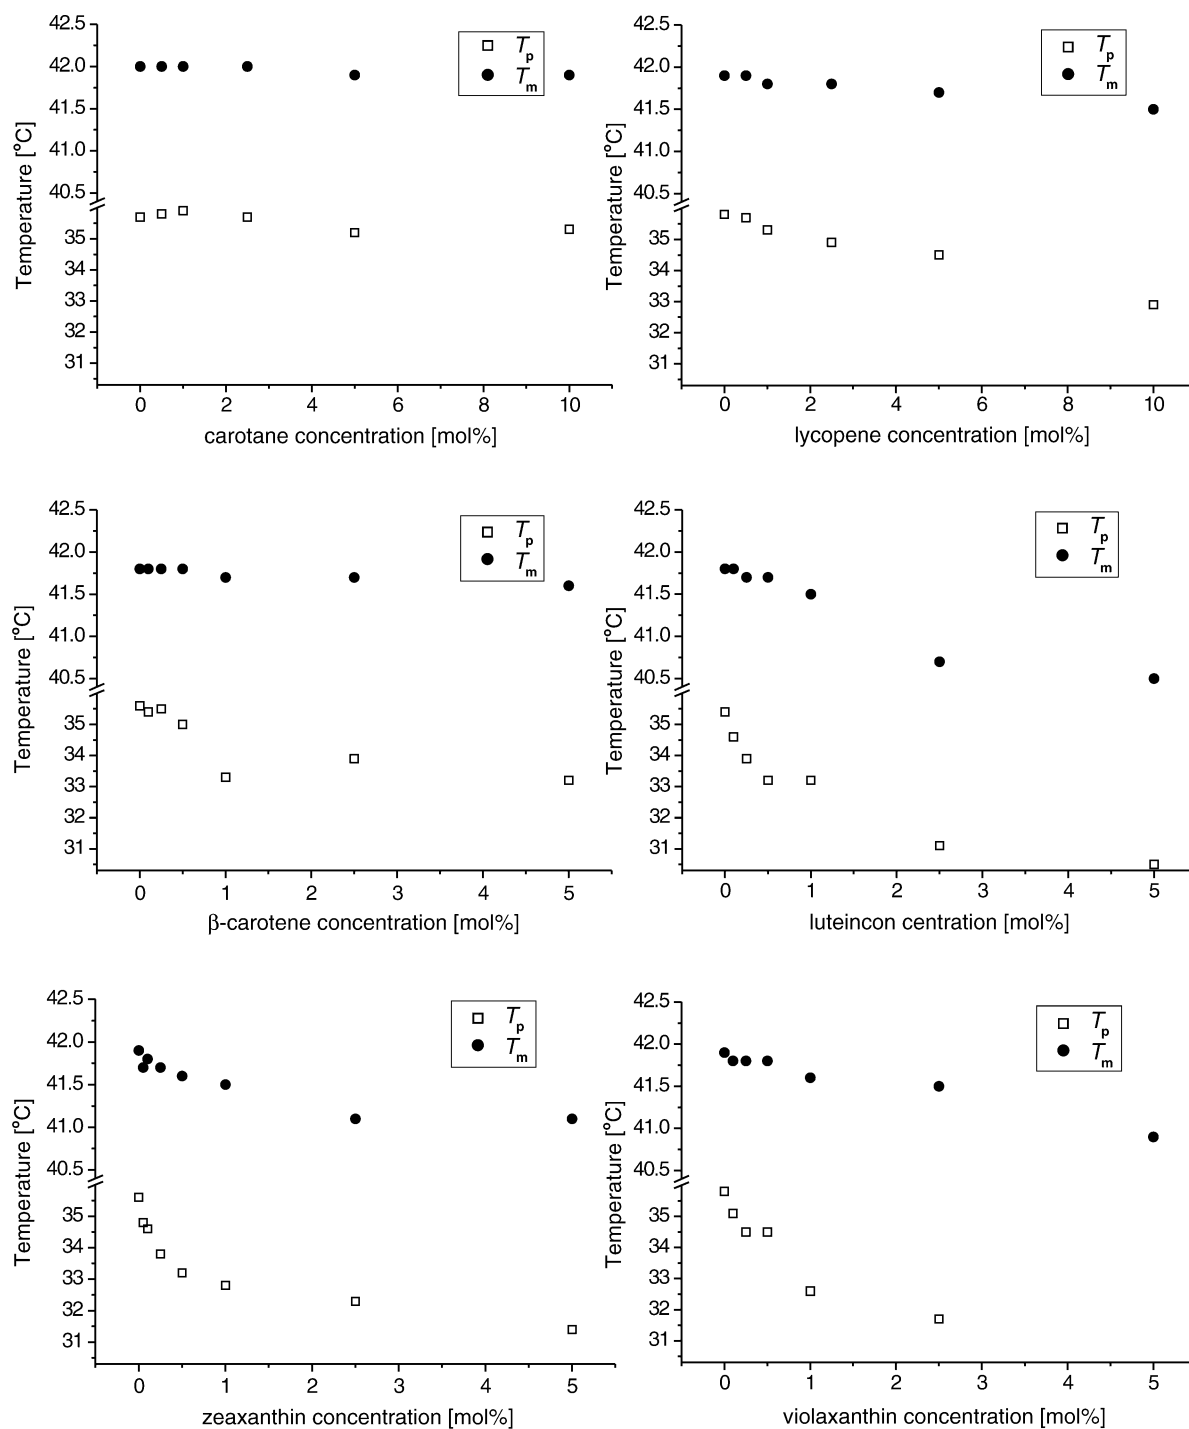 42.5
42.0
41.5
41.0
40.5
35
34
33
32
31
Temperature [°C]
Tp
Tm
0 2 4 6 8 10
carotane concentration [mol%]
42.5
42.0
41.5
41.0
40.5
35
34
33
32
31
Temperature [°C]
Tp
Tm
0 2 4 6 8 10
lycopene concentration [mol%]
42.5
42.0
41.5
41.0
40.5
35
34
33
32
31
Temperature [°C]
Tp
Tm
0 1 2 3 4 5
β-carotene concentration [mol%]
42.5
42.0
41.5
41.0
40.5
35
34
33
32
31
Temperature [°C]
Tp
Tm
0 1 2 3 4 5
luteincon centration [mol%]
42.5
42.0
41.5
41.0
40.5
35
34
33
32
31
Temperature [°C]
Tp
Tm
0 1 2 3 4 5
zeaxanthin concentration [mol%]
42.5
42.0
41.5
41.0
40.5
35
34
33
32
31
Temperature [°C]
Tp
Tm
0 1 2 3 4 5
violaxanthin concentration [mol%]